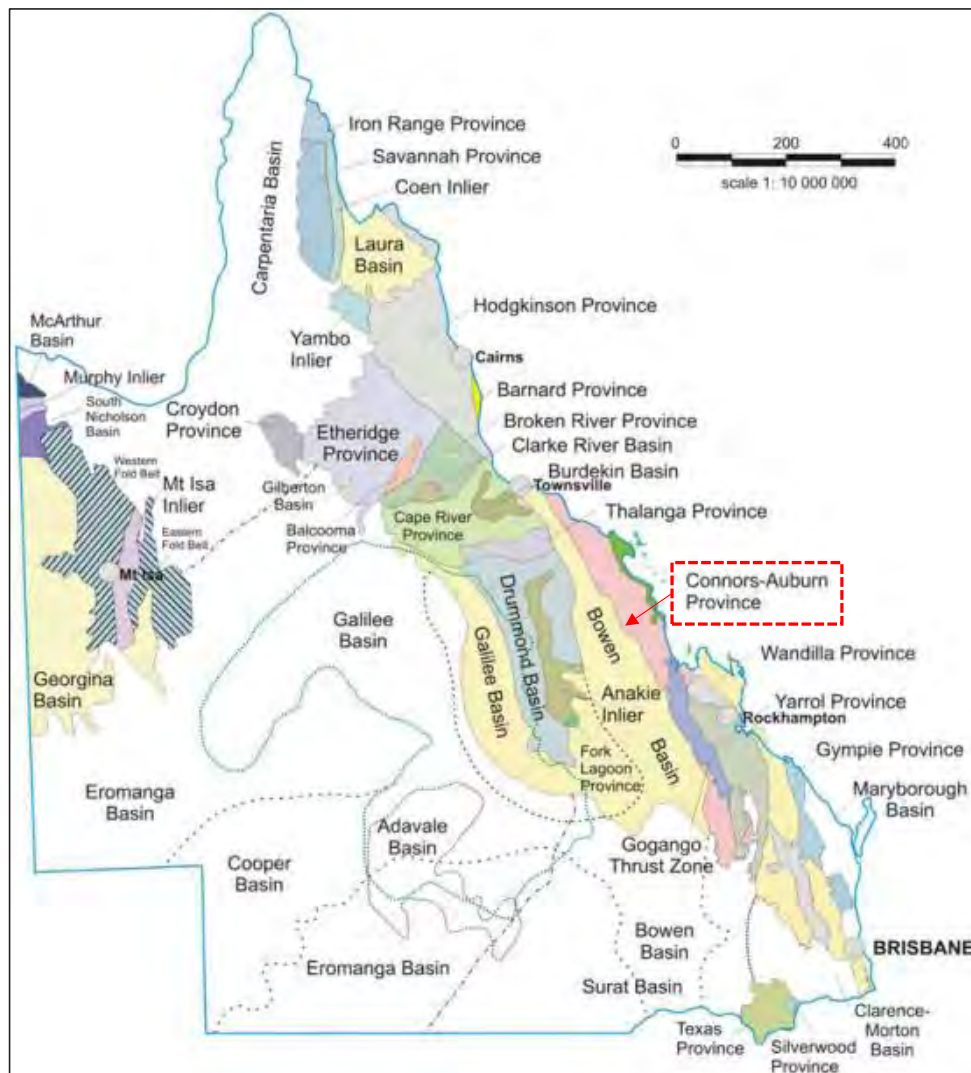 Iron Range Province
Savannah Province
Coen Inlier
0 200 400
scale 1: 10 000 000
Carpentaria Basin
Laura
Basin
Hodgkinson Province
McArthur
Basin
Yambo
Inlier
Murphy Inlier
Cairns
South
Nicholson
Basin
Croydon
Province
Barnard Province
Etheridge
Province
Broken River Province
Clarke River Basin
Western
Fold Belt
Mt Isa
Inlier
Gilberton
Basin
Burdekin Basin
Townsville
Cape River
Province
Thalanga Province
Eastern
Fold Belt
Balcooma
Province
Mt Isa
Connors-Auburn
Province
Galilee
Basin
Drummond Basin
Bowen
Basin
Galilee Basin
Wandilla Province
Georgina
Basin
Anakie
Inlier
Yarrol Province
Rockhampton
Gympie Province
Fork
Lagoon
Province
Maryborough
Basin
Eromanga
Basin
Adavale
Basin
Gogango
Thrust Zone
Cooper
Basin
Bowen
Basin
BRISBANE
Eromanga Basin
Surat Basin
Texas
Province
Silverwood
Province
Clarence-
Morton
Basin